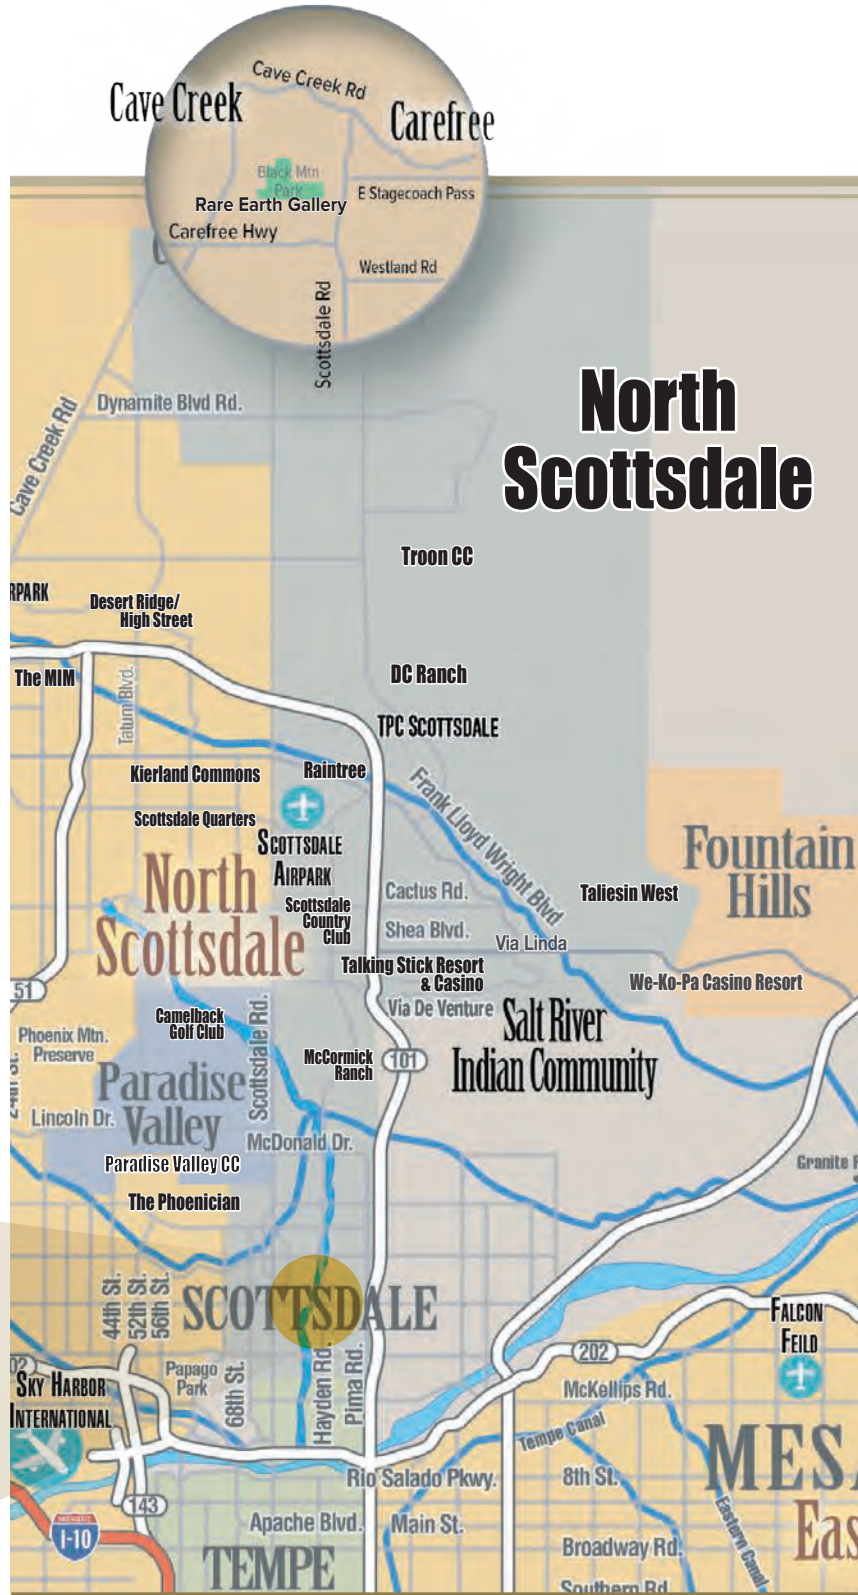 Cave Creek Rd
Cave Creek
Carefree
Black Mtn
Park
E Stagecoach Pass
Rare Earth Gallery
Carefree Hwy
Westland Rd
Scottsdale Rd
North
Scottsdale
Dynamite Blvd Rd.
Cave Creek Rd
Troon CC
RPARK
Desert Ridge/
High Street
The MIM
DC Ranch
Tatum Blvd.
TPC SCOTTSDALE
Kierland Commons
Raintree
Frank Lloyd Wright Blvd
Scottsdale Quarters
SCOTTSDALE
AIRPARK
Fountain
Hills
North
Scottsdale
Cactus Rd.
Taliesin West
Scottsdale
Country
Club
Shea Blvd.
Via Linda
Talking Stick Resort
& Casino
We-Ko-Pa Casino Resort
51
Via De Venture
Salt River
Indian Community
Camelback
Golf Club
Scottsdale Rd.
Phoenix Mtn.
Preserve
McCormick
Ranch
101
24th St.
Paradise
Valley
Lincoln Dr.
McDonald Dr.
Paradise Valley CC
Granite
The Phoenician
44th St.
52th St.
56th St.
SCOTTSDALE
FALCON
FEILD
202
Papago
Park
68th St.
Hayden Rd.
Pima Rd.
SKY HARBOR
INTERNATIONAL
McKellips Rd.
Tempe Canal
MESA
Rio Salado Pkwy.
8th St.
143
Apache Blvd.
Main St.
I-10
Eastern Canal
Eas
Broadway Rd.
TEMPE
Southern Rd